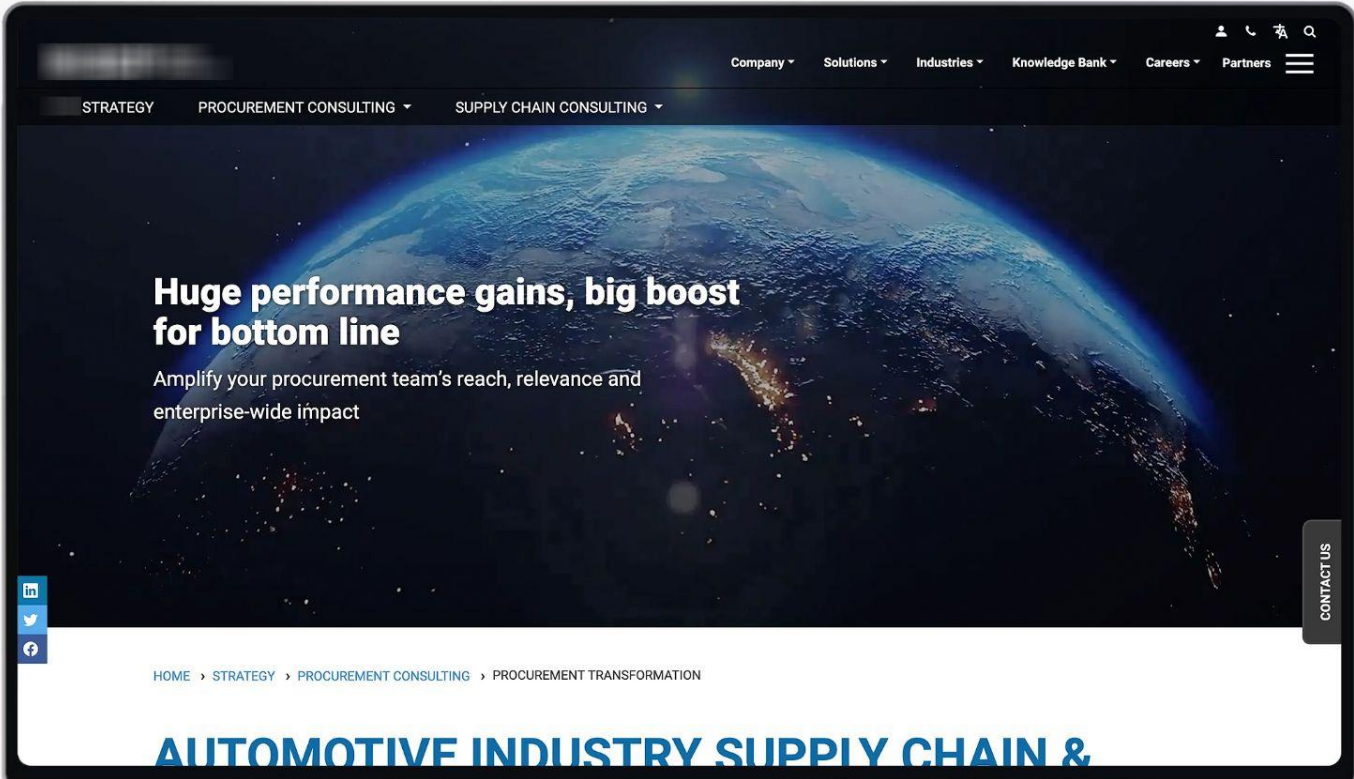 Company
Solutions
Industries
Knowledge Bank
Careers
Partners
STRATEGY
PROCUREMENT CONSULTING
SUPPLY CHAIN CONSULTING
Huge performance gains, big boost
for bottom line
Amplify your procurement team’s reach, relevance and
enterprise-wide impact
CONTACT US
HOME › STRATEGY › PROCUREMENT CONSULTING › PROCUREMENT TRANSFORMATION
AUTOMOTIVE INDUSTRY SUPPLY CHAIN &